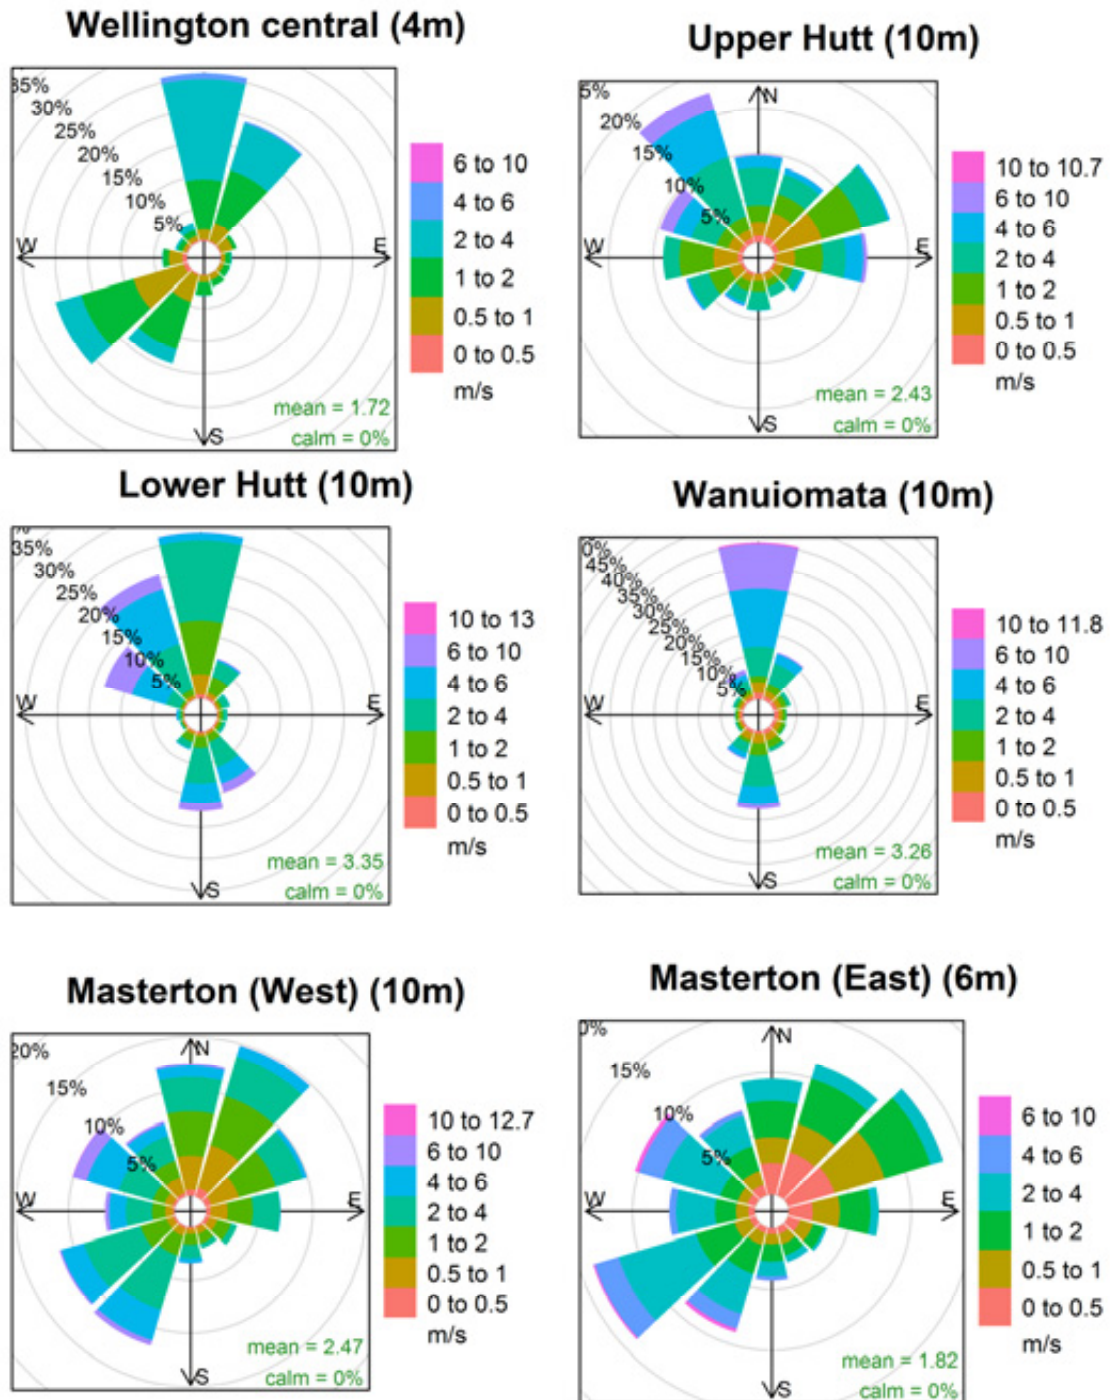 Wellington central (4m)
35%
30%
25%
20%
15%
10%
5%
W
E
S
mean = 1.72
calm = 0%
6 to 10
4 to 6
2 to 4
1 to 2
0.5 to 1
0 to 0.5
m/s
Upper Hutt (10m)
5%
20%
15%
10%
5%
N
W
E
S
mean = 2.43
calm = 0%
10 to 10.7
6 to 10
4 to 6
2 to 4
1 to 2
0.5 to 1
0 to 0.5
m/s
Lower Hutt (10m)
35%
30%
25%
20%
15%
10%
5%
W
E
S
mean = 3.35
calm = 0%
10 to 13
6 to 10
4 to 6
2 to 4
1 to 2
0.5 to 1
0 to 0.5
m/s
Wanuiomata (10m)
0%
45%
40%
35%
30%
25%
20%
15%
10%
5%
W
E
S
mean = 3.26
calm = 0%
10 to 11.8
6 to 10
4 to 6
2 to 4
1 to 2
0.5 to 1
0 to 0.5
m/s
Masterton (West) (10m)
20%
15%
10%
5%
N
W
E
S
mean = 2.47
calm = 0%
10 to 12.7
6 to 10
4 to 6
2 to 4
1 to 2
0.5 to 1
0 to 0.5
m/s
Masterton (East) (6m)
0%
15%
10%
5%
N
W
E
S
mean = 1.82
calm = 0%
6 to 10
4 to 6
2 to 4
1 to 2
0.5 to 1
0 to 0.5
m/s